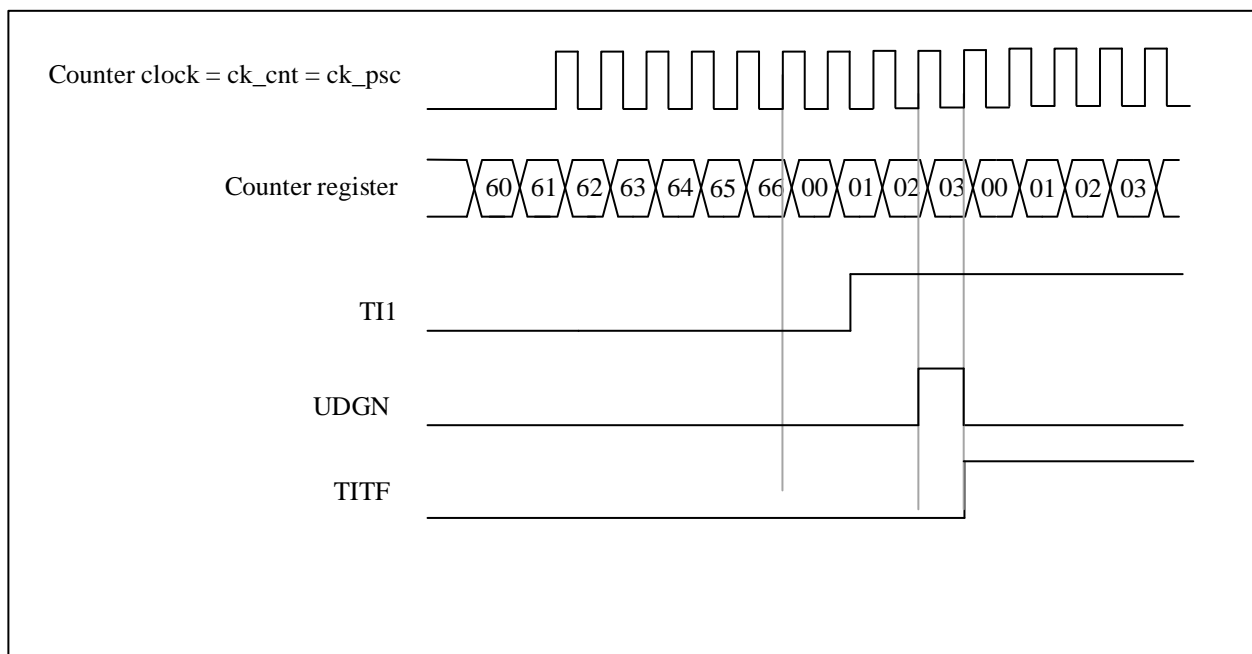 Counter clock = ck_cnt = ck_psc
Counter register 60 61 62 63 64 65 66 00 01 02 03 00 01 02 03
TI1
UDGN
TITF